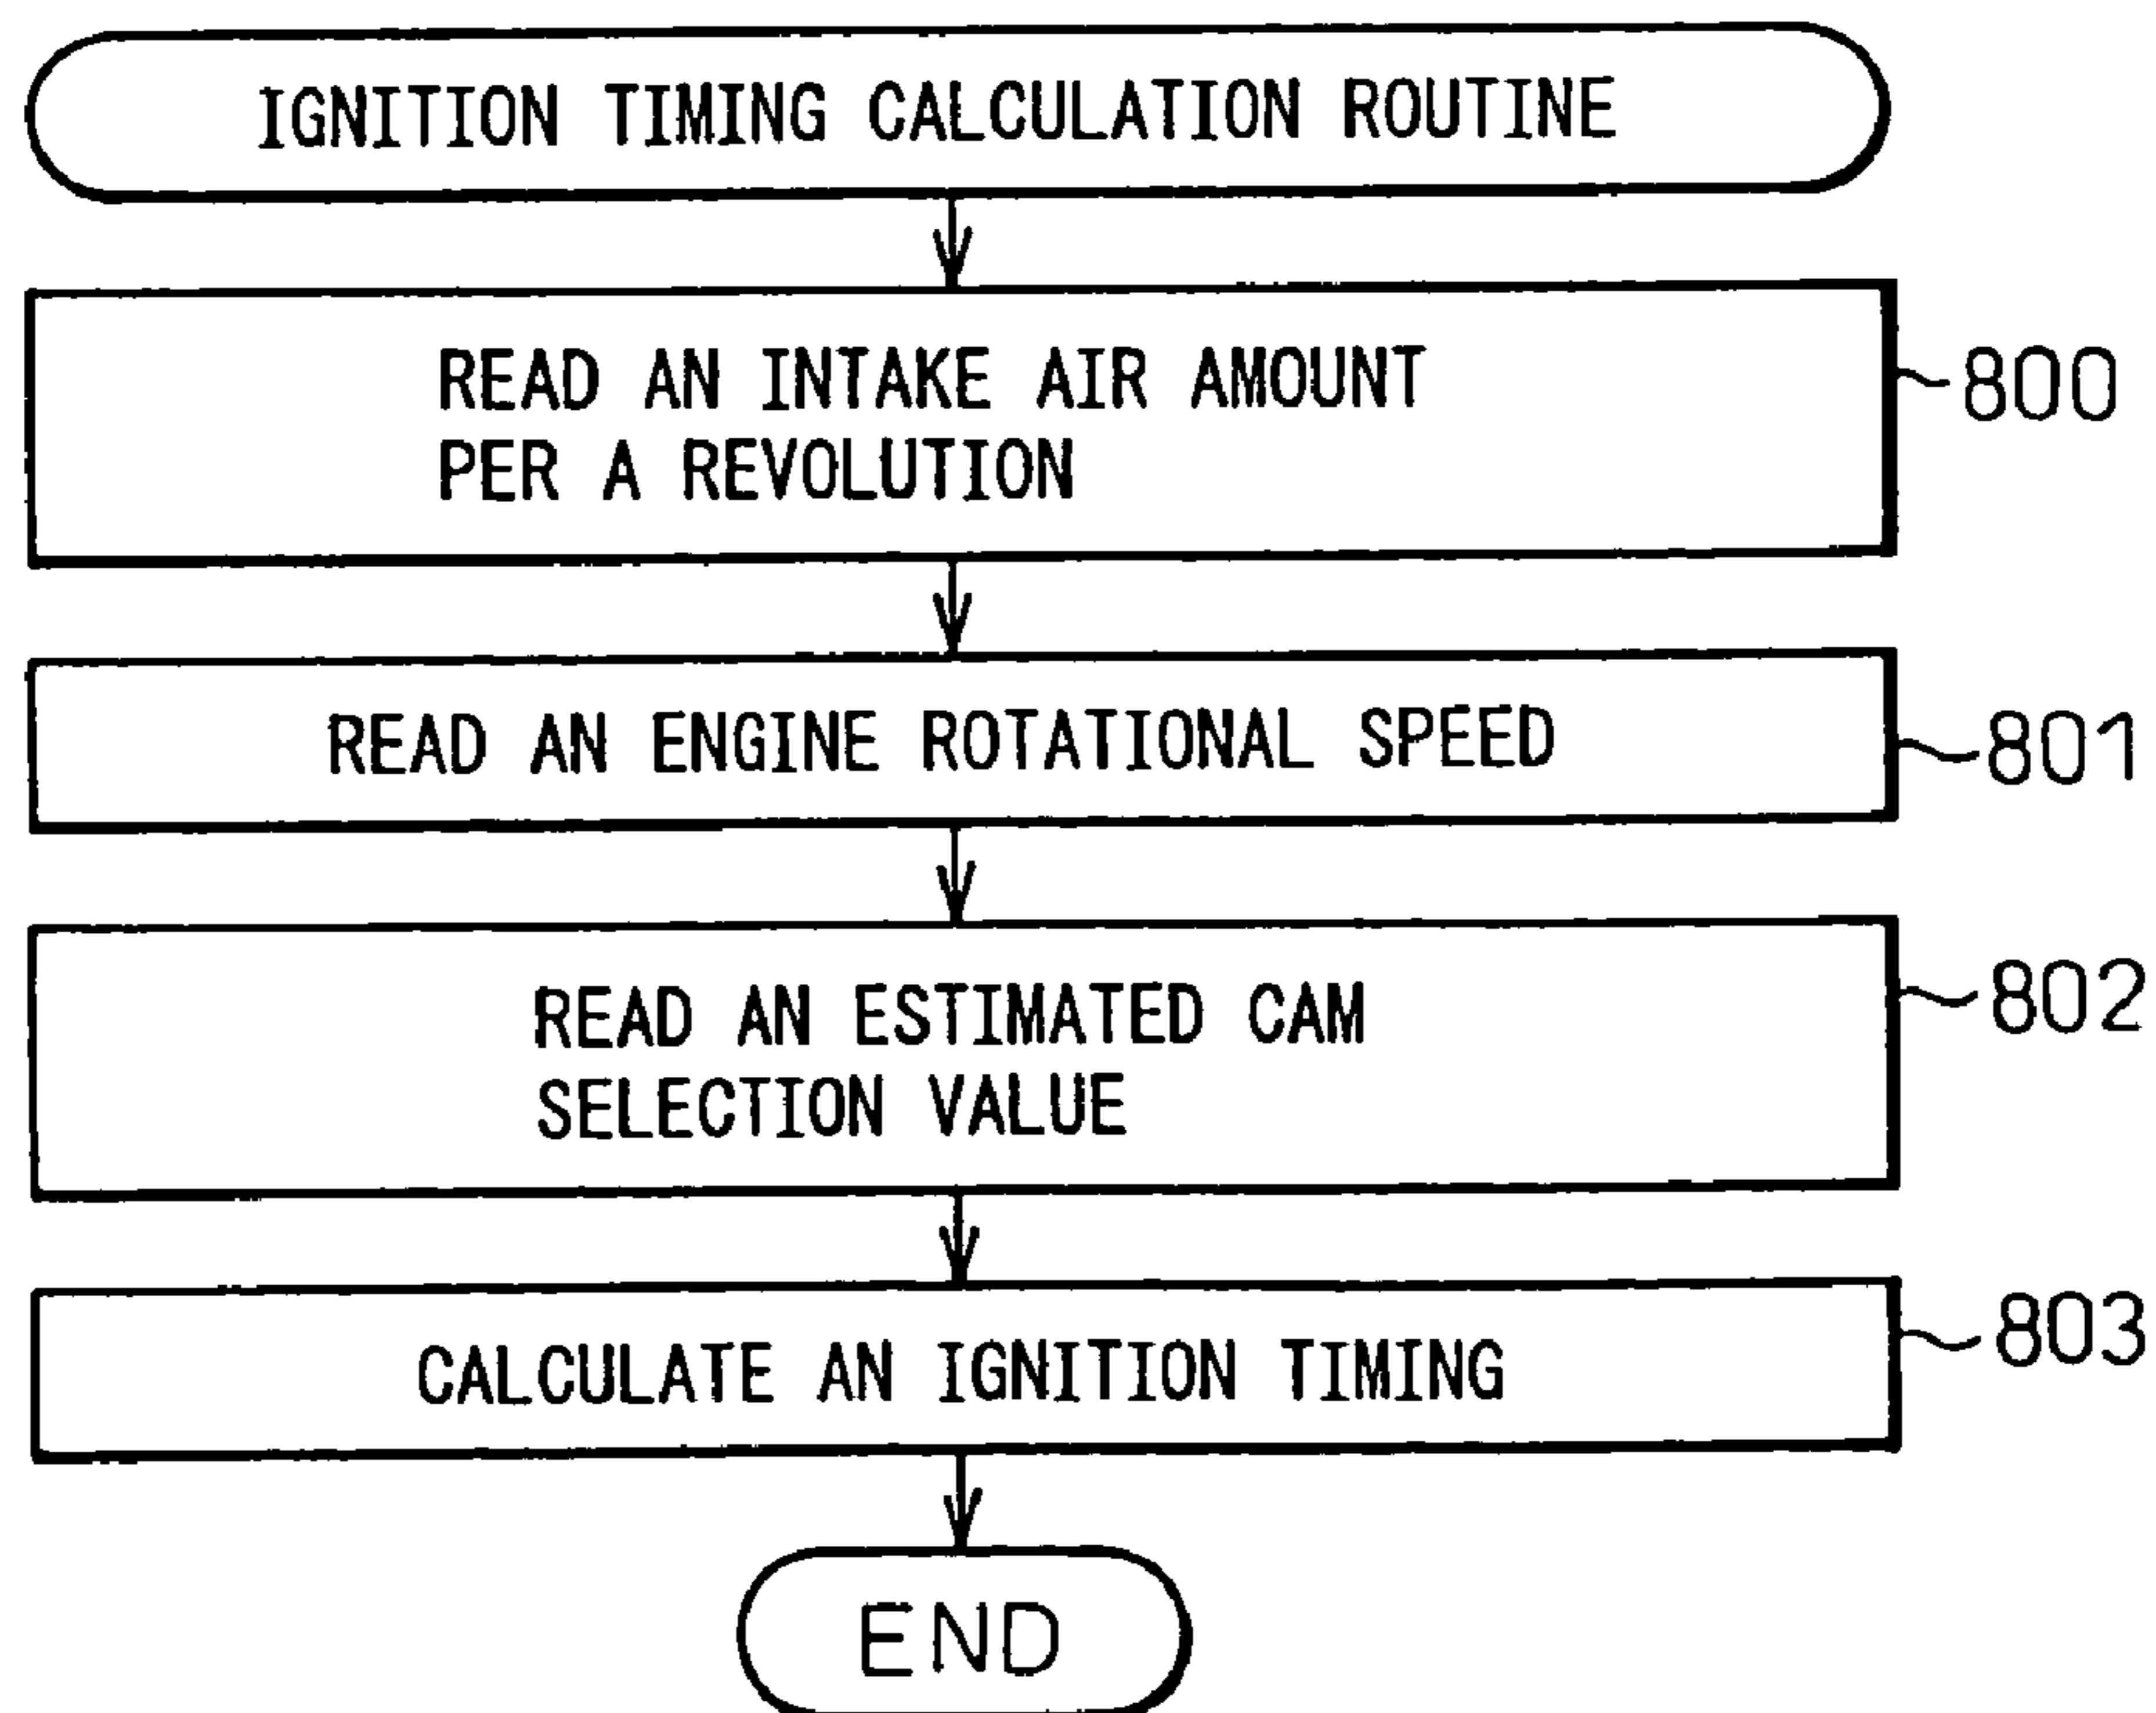 IGNITION TIMING CALCULATION ROUTINE
READ AN INTAKE AIR AMOUNT
PER A REVOLUTION
800
READ AN ENGINE ROTATIONAL SPEED
801
READ AN ESTIMATED CAM
SELECTION VALUE
802
CALCULATE AN IGNITION TIMING
803
END